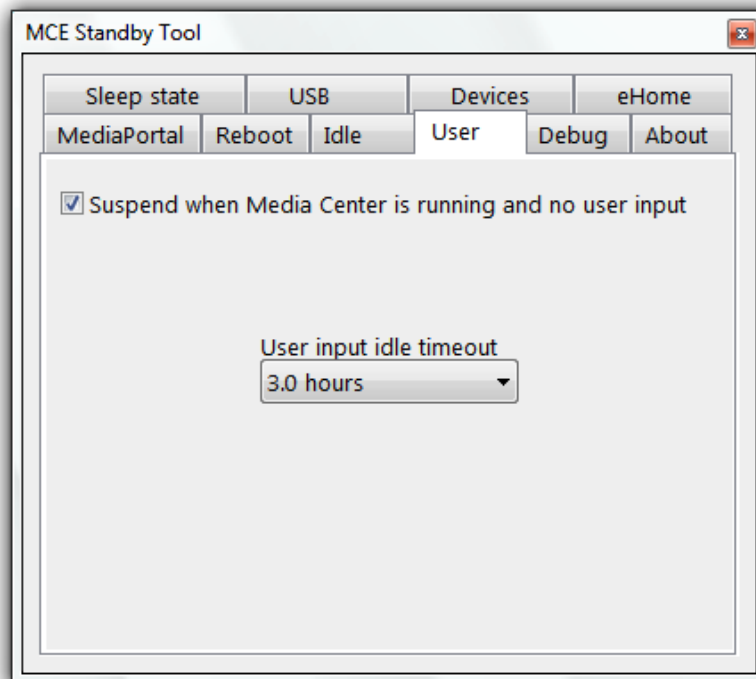 MCE Standby Tool
Sleep state USB Devices eHome
MediaPortal Reboot Idle User Debug About
Suspend when Media Center is running and no user input
User input idle timeout
3.0 hours